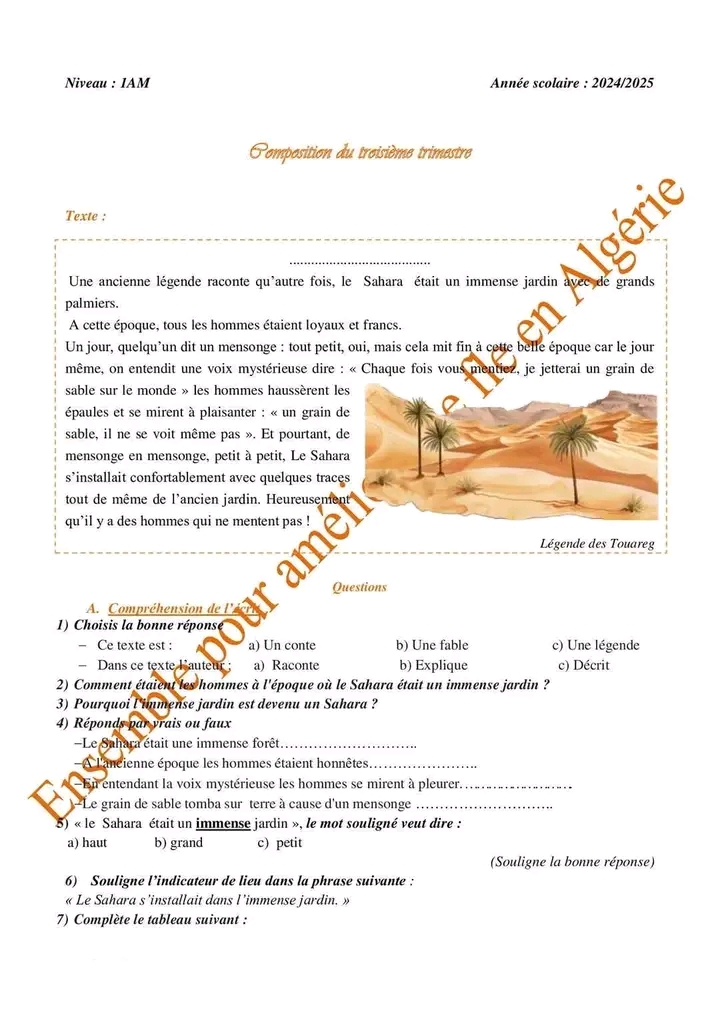 Niveau : 1AM Année scolaire : 2024/2025
Composition du troisième trimestre
Texte :
.......................................
Une ancienne légende raconte qu’autre fois, le Sahara était un immense jardin avec de grands
palmiers.
A cette époque, tous les hommes étaient loyaux et francs.
Un jour, quelqu’un dit un mensonge : tout petit, oui, mais cela mit fin à cette belle époque car le jour
même, on entendit une voix mystérieuse dire : « Chaque fois vous mentiez, je jetterai un grain de
sable sur le monde » les hommes haussèrent les
épaules et se mirent à plaisanter : « un grain de
sable, il ne se voit même pas ». Et pourtant, de
mensonge en mensonge, petit à petit, Le Sahara
s’installait confortablement avec quelques traces
tout de même de l’ancien jardin. Heureusement
qu’il y a des hommes qui ne mentent pas !
Légende des Touareg
Questions
A. Compréhension de l’écrit :
1) Choisis la bonne réponse
– Ce texte est : a) Un conte b) Une fable c) Une légende
– Dans ce texte l’auteur : a) Raconte b) Explique c) Décrit
2) Comment étaient les hommes à l'époque où le Sahara était un immense jardin ?
3) Pourquoi l'immense jardin est devenu un Sahara ?
4) Réponds par vrais ou faux
–Le Sahara était une immense forêt………………………..
–A l'ancienne époque les hommes étaient honnêtes…………………..
–En entendant la voix mystérieuse les hommes se mirent à pleurer……………………….
–Le grain de sable tomba sur terre à cause d'un mensonge ………………………..
5) « le Sahara était un immense jardin », le mot souligné veut dire :
a) haut b) grand c) petit
(Souligne la bonne réponse)
6) Souligne l’indicateur de lieu dans la phrase suivante :
« Le Sahara s’installait dans l’immense jardin. »
7) Complète le tableau suivant :
Ensemble pour amélio e fle en Algérie